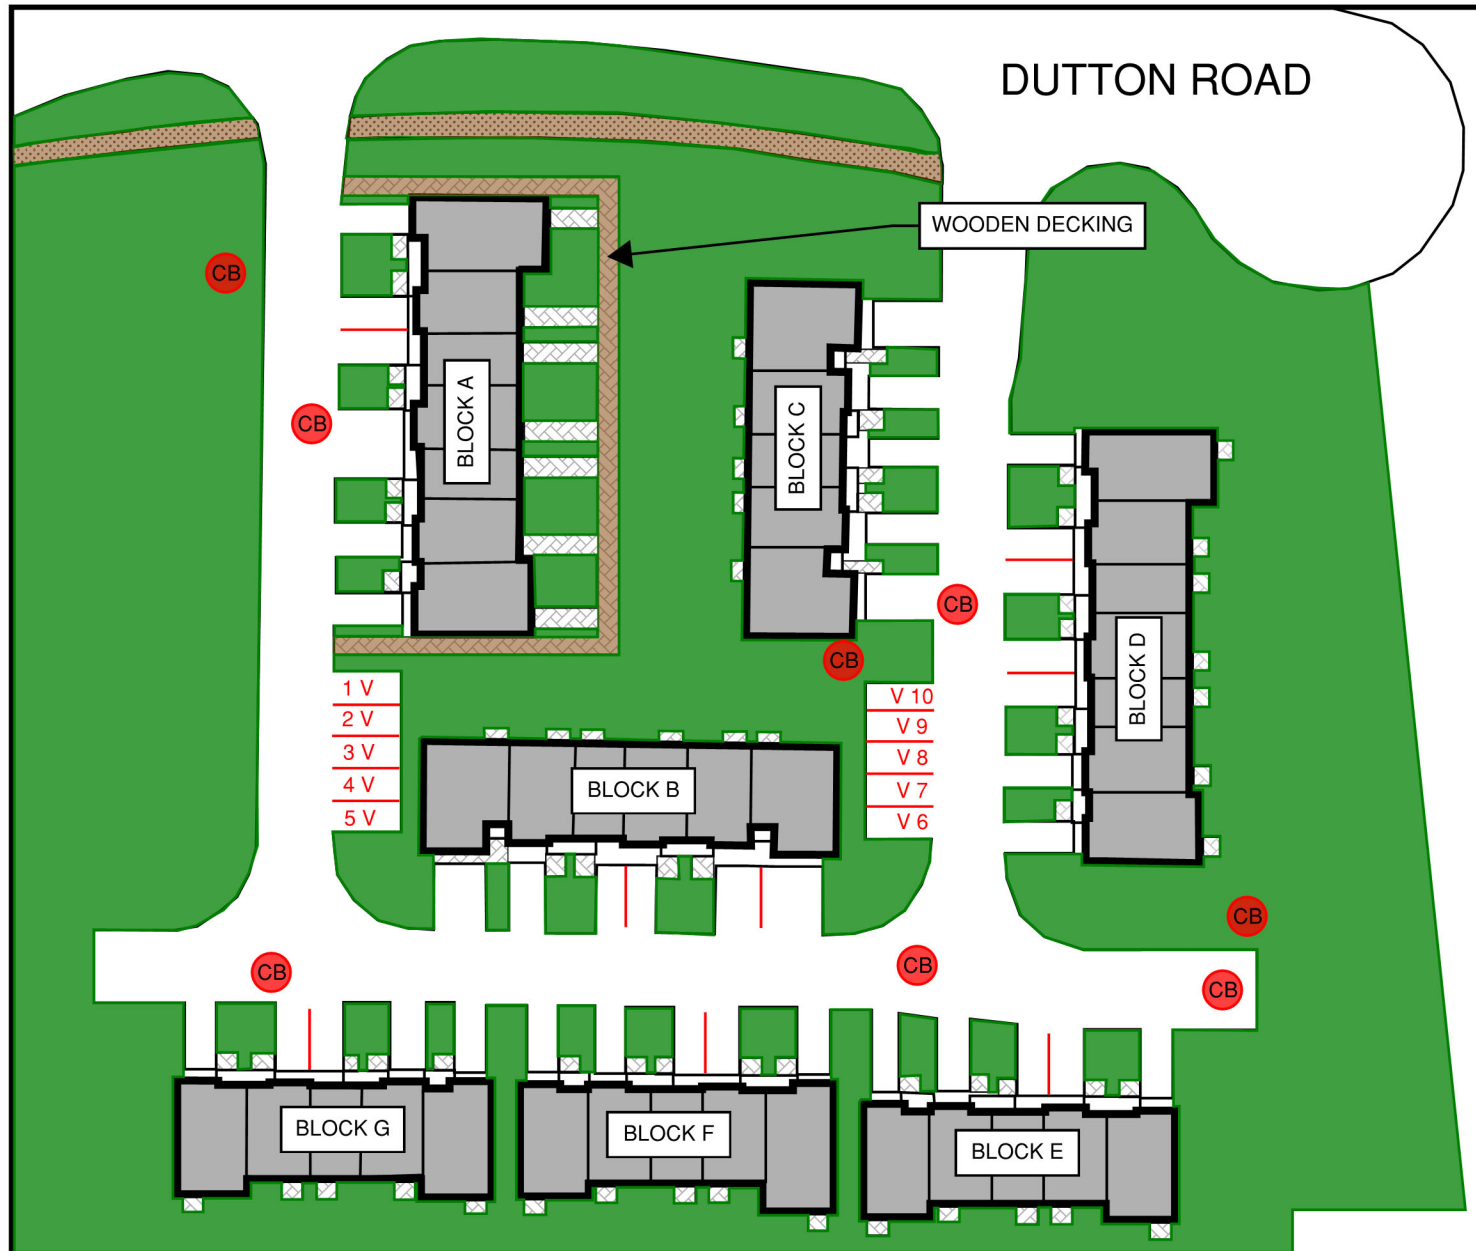 DUTTON ROAD
WOODEN DECKING
CB
BLOCK A
BLOCK C
CB
CB
BLOCK D
CB
1 V
2 V
3 V
4 V
5 V
V 10
V 9
V 8
V 7
V 6
BLOCK B
CB
CB
CB
CB
BLOCK G
BLOCK F
BLOCK E